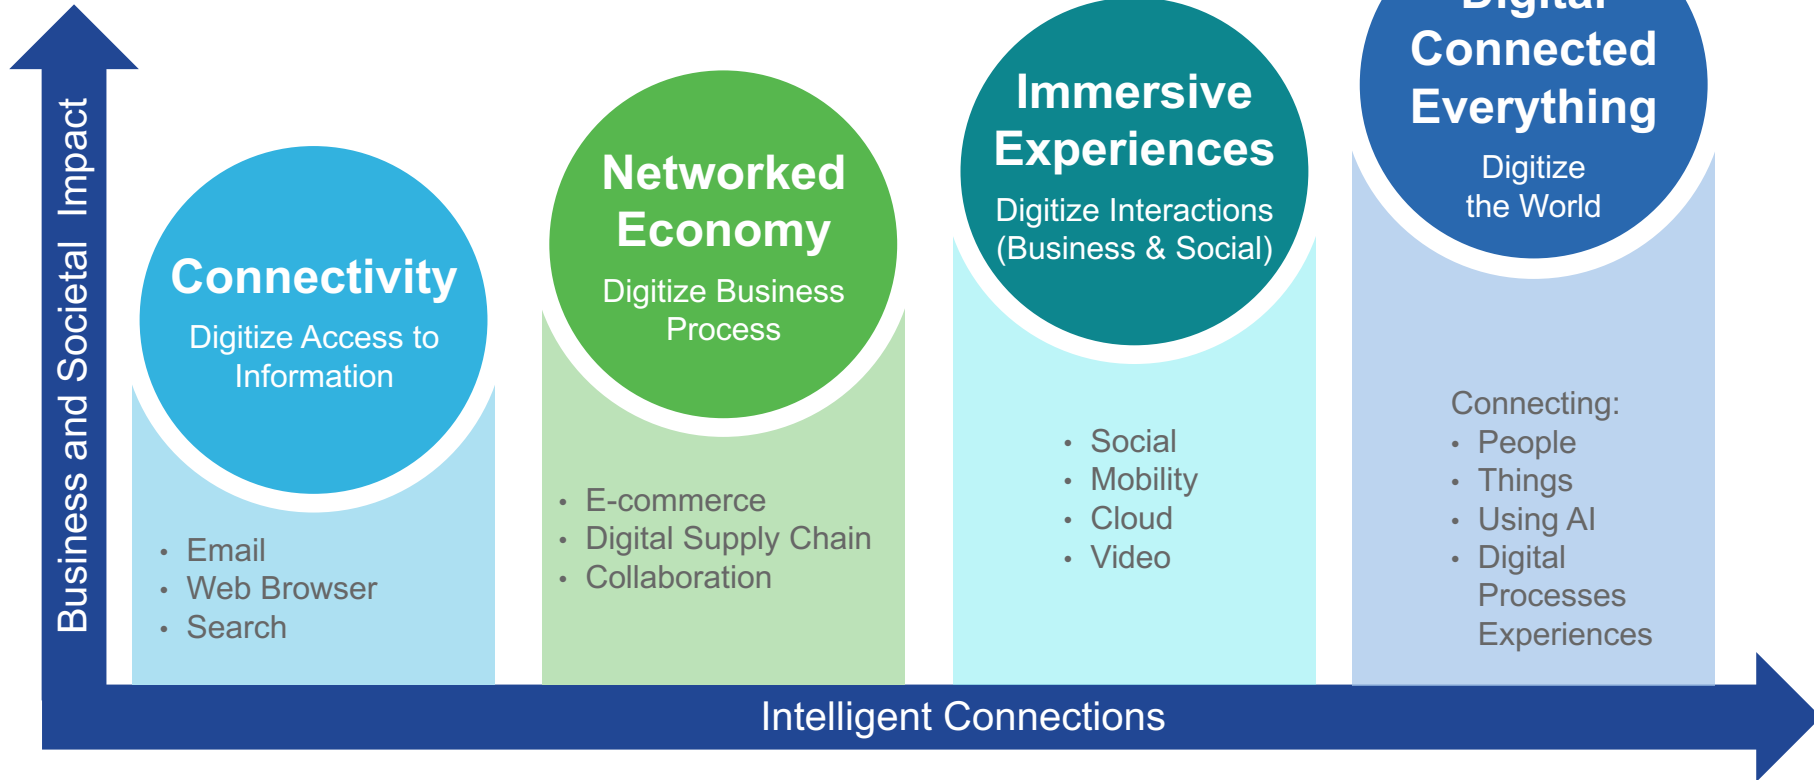 Business and Societal Impact
Connectivity
Digitize Access to
Information
• Email
• Web Browser
• Search
Networked
Economy
Digitize Business
Process
• E-commerce
• Digital Supply Chain
• Collaboration
Immersive
Experiences
Digitize Interactions
(Business & Social)
• Social
• Mobility
• Cloud
• Video
Digital
Connected
Everything
Digitize
the World
Connecting:
• People
• Things
• Using AI
• Digital
Processes
Experiences
Intelligent Connections